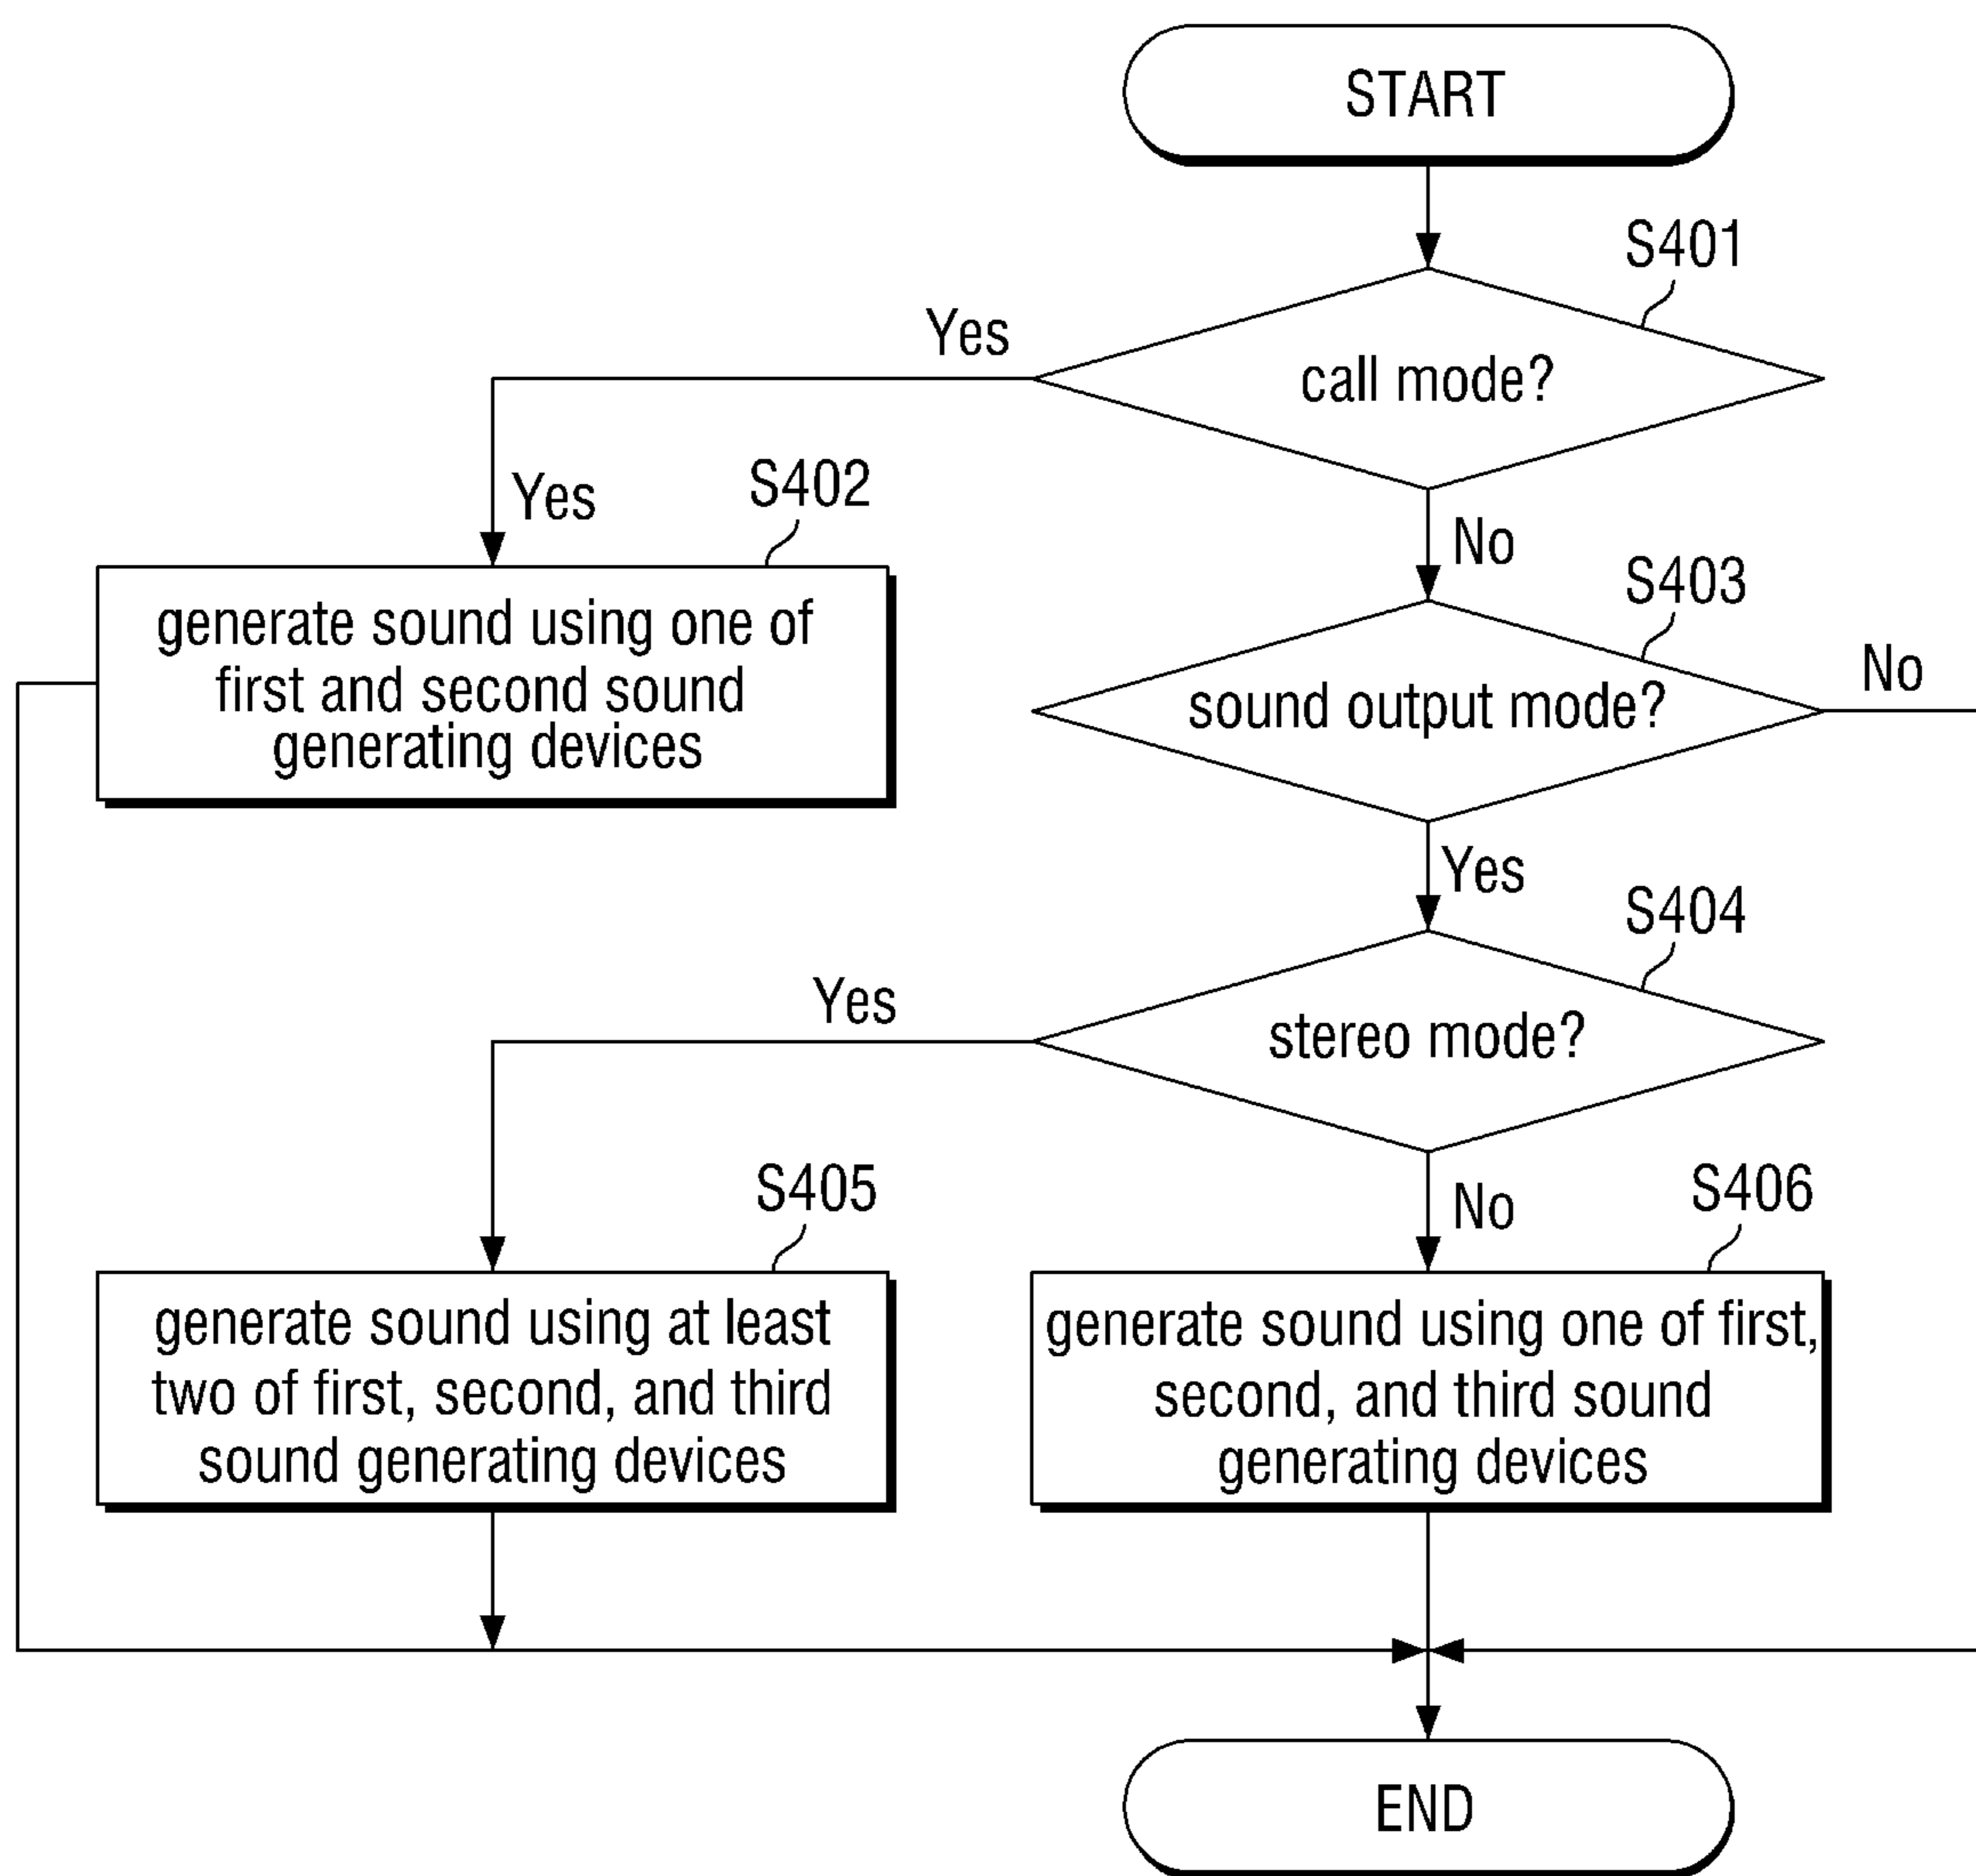 START
S401
Yes
call mode?
Yes
S402
No
S403
generate sound using one of
first and second sound
generating devices
No
sound output mode?
Yes
S404
Yes
stereo mode?
S405
No
S406
generate sound using at least
two of first, second, and third
sound generating devices
generate sound using one of first,
second, and third sound
generating devices
END